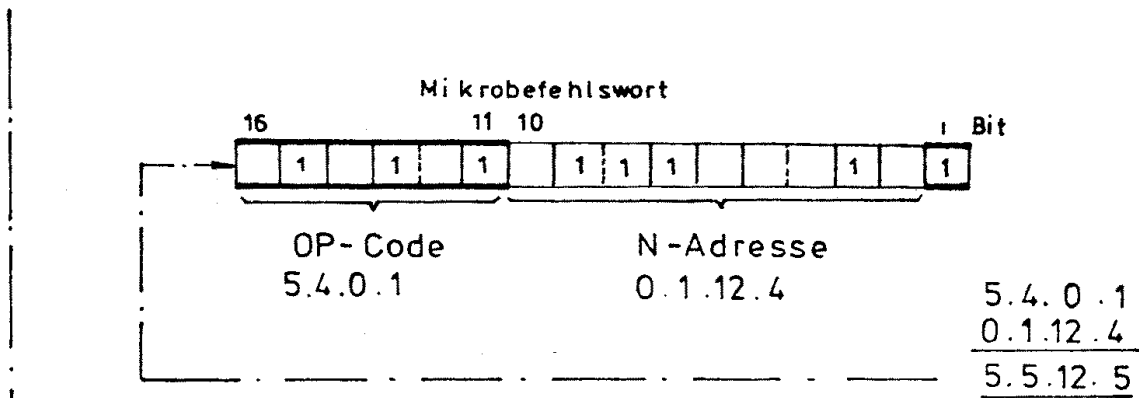 Mikrobefehlswort
16 11 10 1 Bit
1 1 1 1 1 1 1 1
OP-Code N-Adresse
5.4.0.1 0.1.12.4
5.4.0.1
0.1.12.4
5.5.12.5